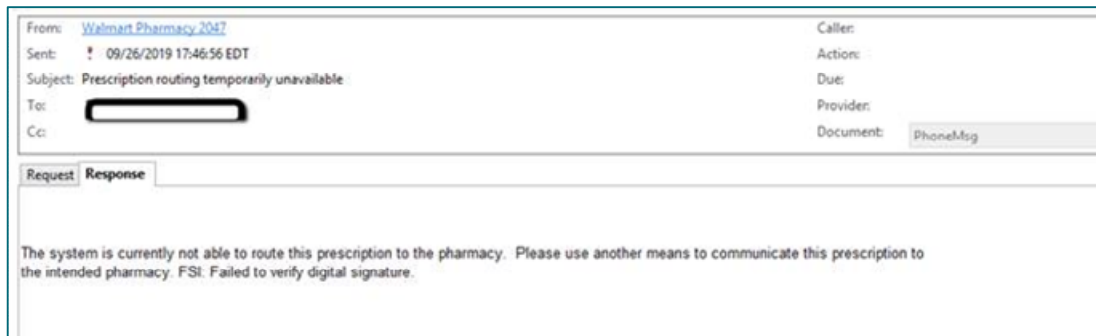 From: Walmart Pharmacy 2047
Caller:
Sent: ! 09/26/2019 17:46:56 EDT
Action:
Subject: Prescription routing temporarily unavailable
Due:
To:
Provider:
Cc:
Document: PhoneMsg
Request Response
The system is currently not able to route this prescription to the pharmacy. Please use another means to communicate this prescription to
the intended pharmacy. FSI: Failed to verify digital signature.